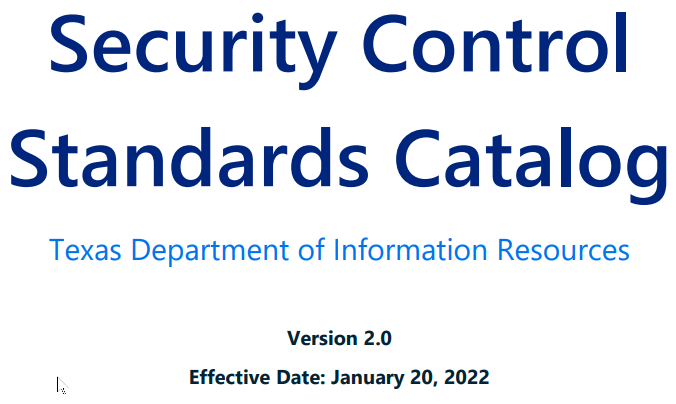 Security Control
Standards Catalog
Texas Department of Information Resources
Version 2.0
Effective Date: January 20, 2022